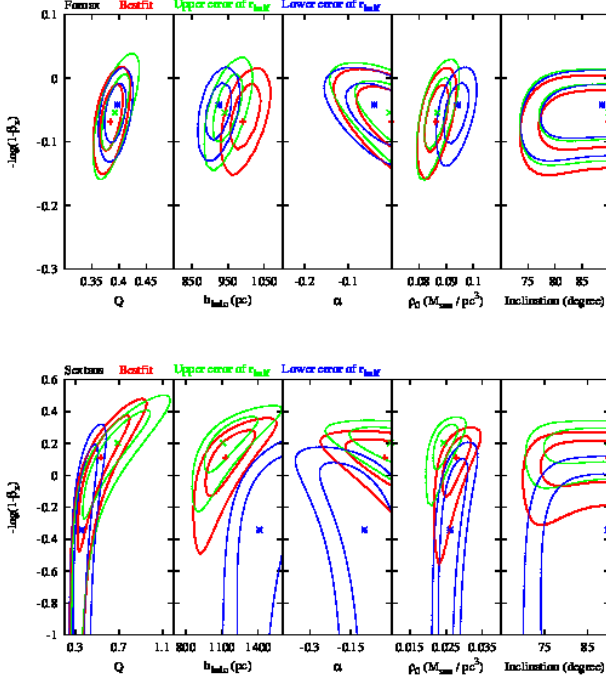 Fornax Bestfit Upper error of r_half Lower error of r_half
0.1
0
-0.1
-0.2
-0.3
-log(1-β_z)
0.35 0.4 0.45 850 950 1050 -0.2 -0.1 0.08 0.09 0.1 75 80 85
Q b_halo (pc) α ρ_0 (M_sun / pc^3) Inclination (degree)
Sextans Bestfit Upper error of r_half Lower error of r_half
0.6
0.4
0.2
0
-0.2
-0.4
-0.6
-0.8
-1
-log(1-β_z)
0.3 0.7 1.1 800 1100 1400 -0.3 -0.15 0.015 0.025 0.035 75 85
Q b_halo (pc) α ρ_0 (M_sun / pc^3) Inclination (degree)